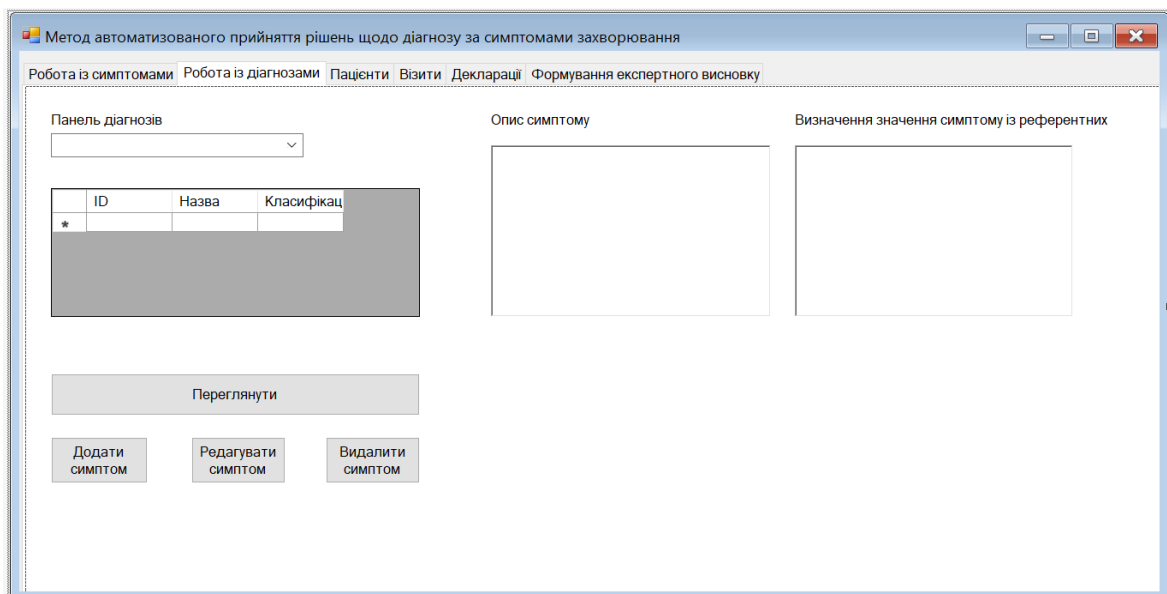 Метод автоматизованого прийняття рішень щодо діагнозу за симптомами захворювання
Робота із симптомами Робота із діагнозами Пацієнти Візити Декларації Формування експертного висновку
Панель діагнозів Опис симптому Визначення значення симптому із референтних
ID Назва Класифікац
*
Переглянути
Додати симптом
Редагувати симптом
Видалити симптом